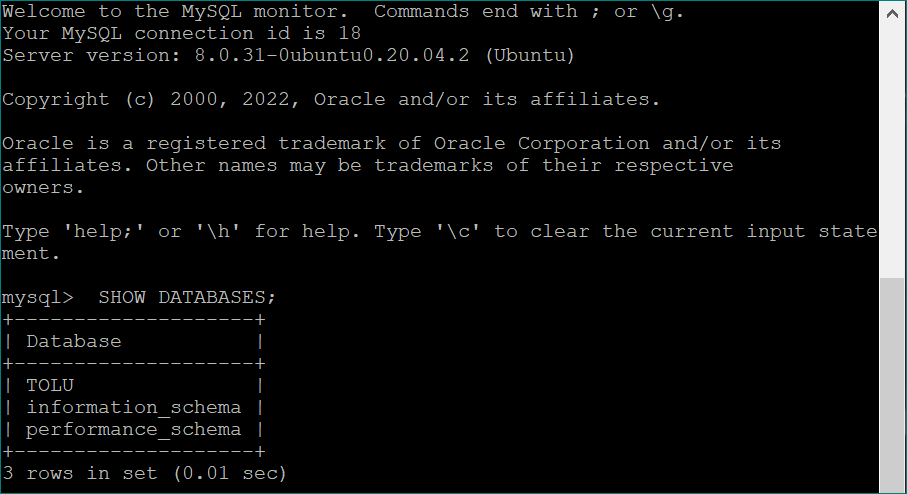 Welcome to the MySQL monitor.  Commands end with ; or \g.
Your MySQL connection id is 18
Server version: 8.0.31-0ubuntu0.20.04.2 (Ubuntu)
Copyright (c) 2000, 2022, Oracle and/or its affiliates.
Oracle is a registered trademark of Oracle Corporation and/or its
affiliates. Other names may be trademarks of their respective
owners.
Type 'help;' or '\h' for help. Type '\c' to clear the current input state
ment.
mysql>  SHOW DATABASES;
+--------------------+
| Database           |
+--------------------+
| TOLU               |
| information_schema |
| performance_schema |
+--------------------+
3 rows in set (0.01 sec)